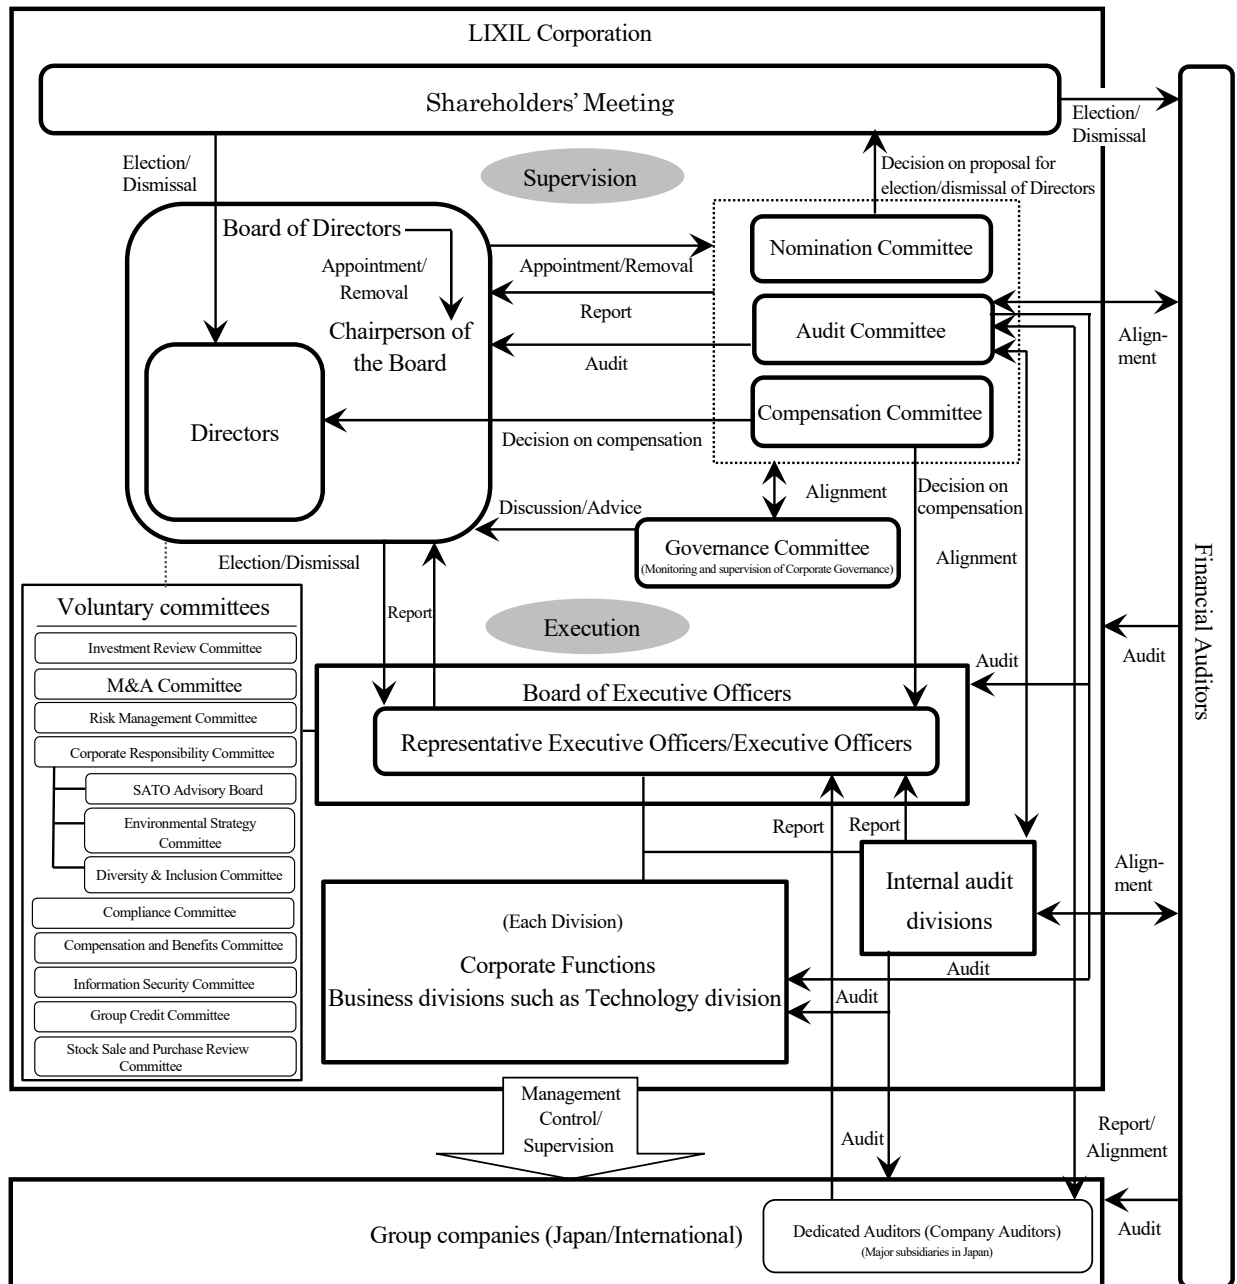 LIXIL Corporation
Shareholders' Meeting
Election/
Dismissal
Election/
Dismissal
Supervision
Decision on proposal for
election/dismissal of Directors
Board of Directors
Appointment/
Removal
Chairperson of
the Board
Directors
Appointment/Removal
Report
Audit
Decision on compensation
Nomination Committee
Audit Committee
Compensation Committee
Align-
ment
Alignment
Decision on
compensation
Alignment
Discussion/Advice
Governance Committee
(Monitoring and supervision of Corporate Governance)
Election/Dismissal
Report
Execution
Financial Auditors
Audit
Audit
Voluntary committees
Investment Review Committee
M&A Committee
Risk Management Committee
Corporate Responsibility Committee
SATO Advisory Board
Environmental Strategy
Committee
Diversity & Inclusion Committee
Compliance Committee
Compensation and Benefits Committee
Information Security Committee
Group Credit Committee
Stock Sale and Purchase Review
Committee
Board of Executive Officers
Representative Executive Officers/Executive Officers
Report
Report
Internal audit
divisions
Align-
ment
(Each Division)
Corporate Functions
Business divisions such as Technology division
Audit
Audit
Management
Control/
Supervision
Audit
Report/
Alignment
Audit
Group companies (Japan/International)
Dedicated Auditors (Company Auditors)
(Major subsidiaries in Japan)